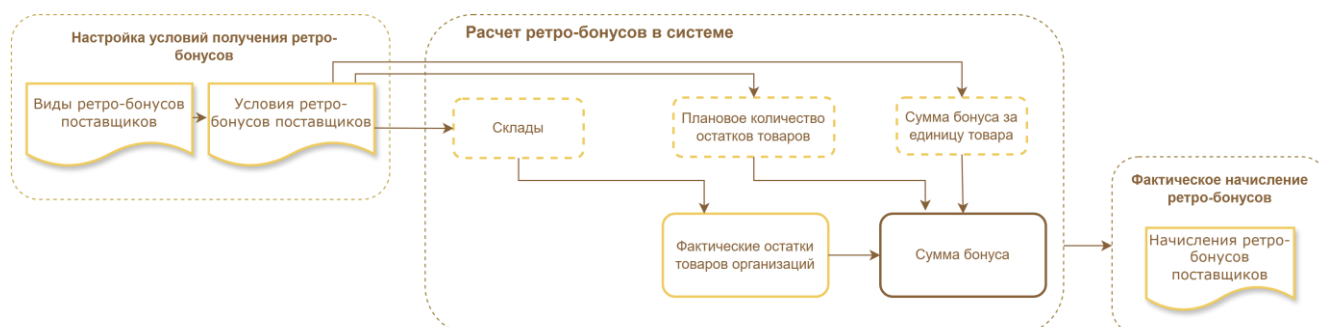 Настройка условий получения ретро-
бонусов
Виды ретро-бонусов
поставщиков
Условия ретро-
бонусов поставщиков
Расчет ретро-бонусов в системе
Склады
Плановое количество
остатков товаров
Сумма бонуса за
единицу товара
Фактические остатки
товаров организаций
Сумма бонуса
Фактическое начисление
ретро-бонусов
Начисления ретро-
бонусов
поставщиков